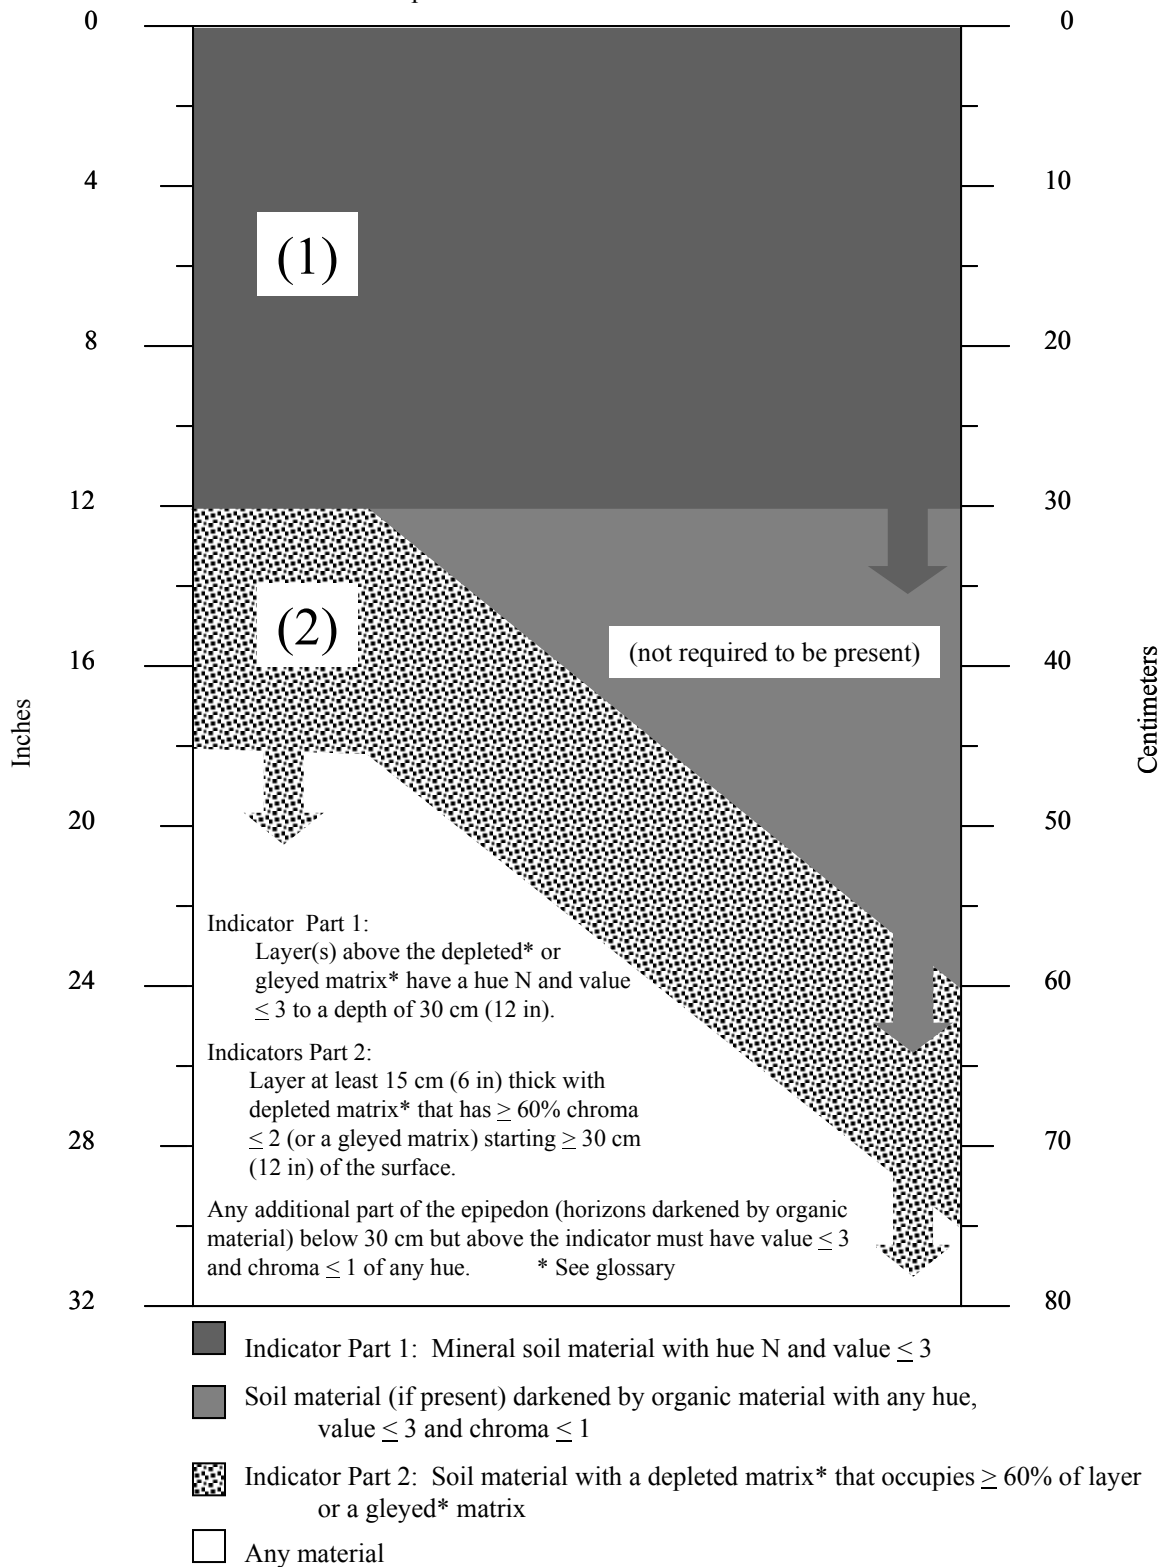 0 0
4 10
(1)
8 20
12 30
(2)
(not required to be present)
16 40
Inches
Centimeters
20 50
Indicator Part 1:
Layer(s) above the depleted* or
gleyed matrix* have a hue N and value
≤ 3 to a depth of 30 cm (12 in).
24 60
Indicators Part 2:
Layer at least 15 cm (6 in) thick with
depleted matrix* that has ≥ 60% chroma
≤ 2 (or a gleyed matrix) starting ≥ 30 cm
(12 in) of the surface.
28 70
Any additional part of the epipedon (horizons darkened by organic
material) below 30 cm but above the indicator must have value ≤ 3
and chroma ≤ 1 of any hue. * See glossary
32 80
Indicator Part 1: Mineral soil material with hue N and value ≤ 3
Soil material (if present) darkened by organic material with any hue,
value ≤ 3 and chroma ≤ 1
Indicator Part 2: Soil material with a depleted matrix* that occupies ≥ 60% of layer
or a gleyed* matrix
Any material